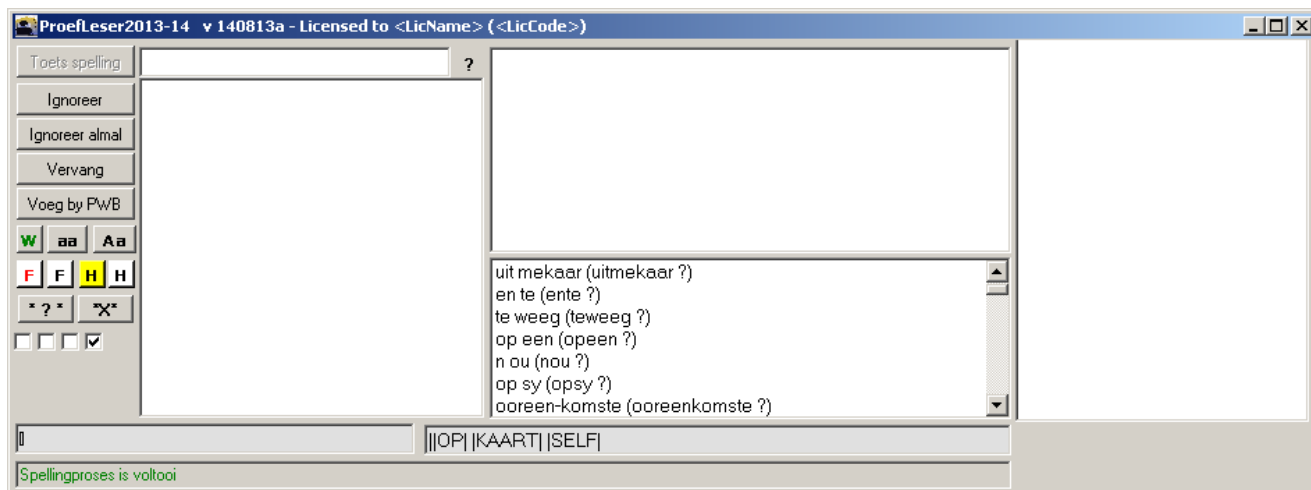 ProefLeser2013-14 v 140813a - Licensed to <LicName> (<LicCode>)
Toets spelling
?
Ignoreer
Ignoreer almal
Vervang
Voeg by PWB
W aa Aa
F F H H
* ? * *X*
uit mekaar (uitmekaar ?)
en te (ente ?)
te weeg (teweeg ?)
op een (opeen ?)
n ou (nou ?)
op sy (opsy ?)
ooreen-komste (ooreenkomste ?)
||OP| |KAART| |SELF|
Spellingproses is voltooi